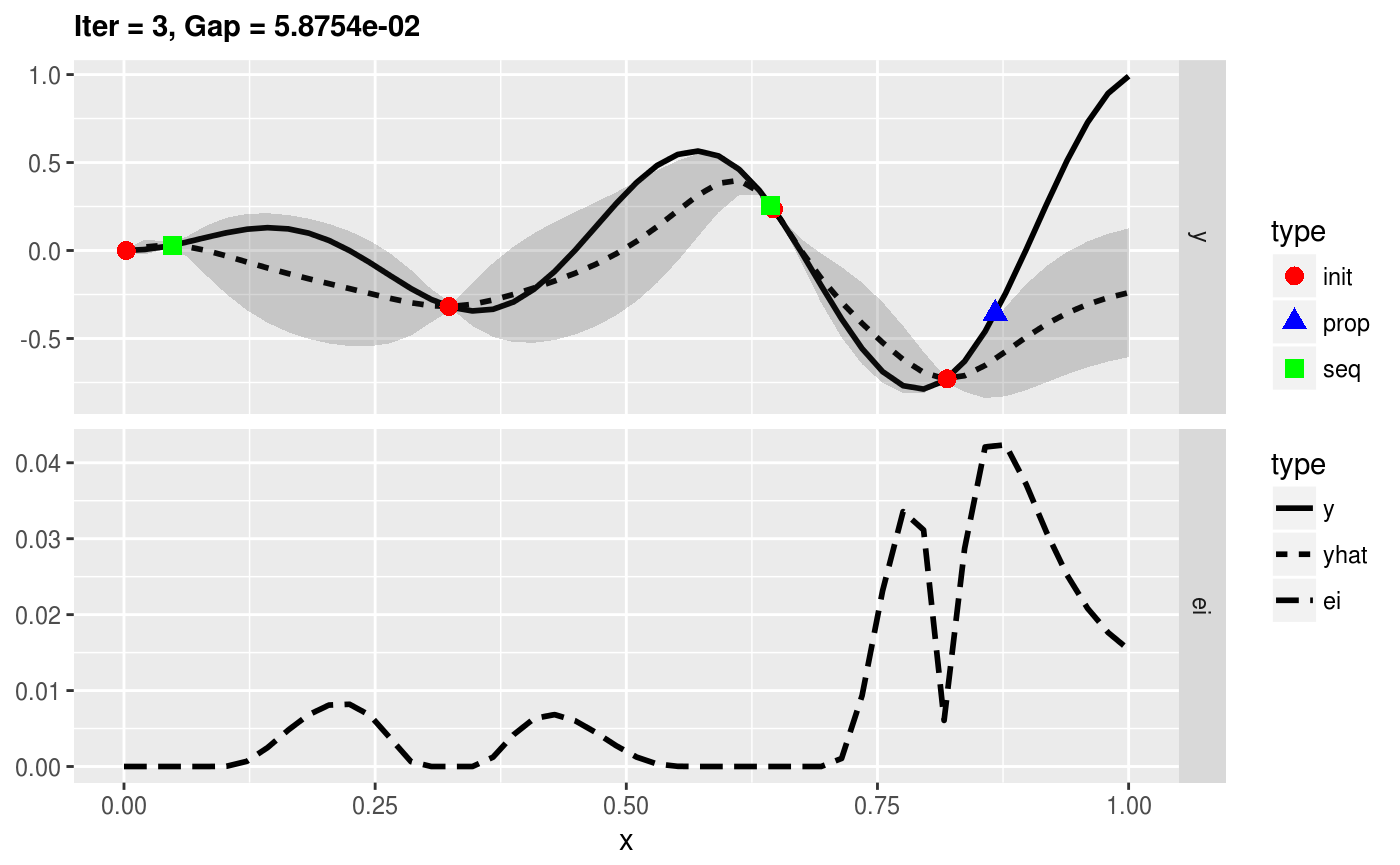 Iter = 3, Gap = 5.8754e-02
1.0
0.5
0.0
-0.5
y
type
init
prop
seq
0.04
0.03
0.02
0.01
0.00
ei
type
y
yhat
ei
0.00 0.25 0.50 0.75 1.00
x